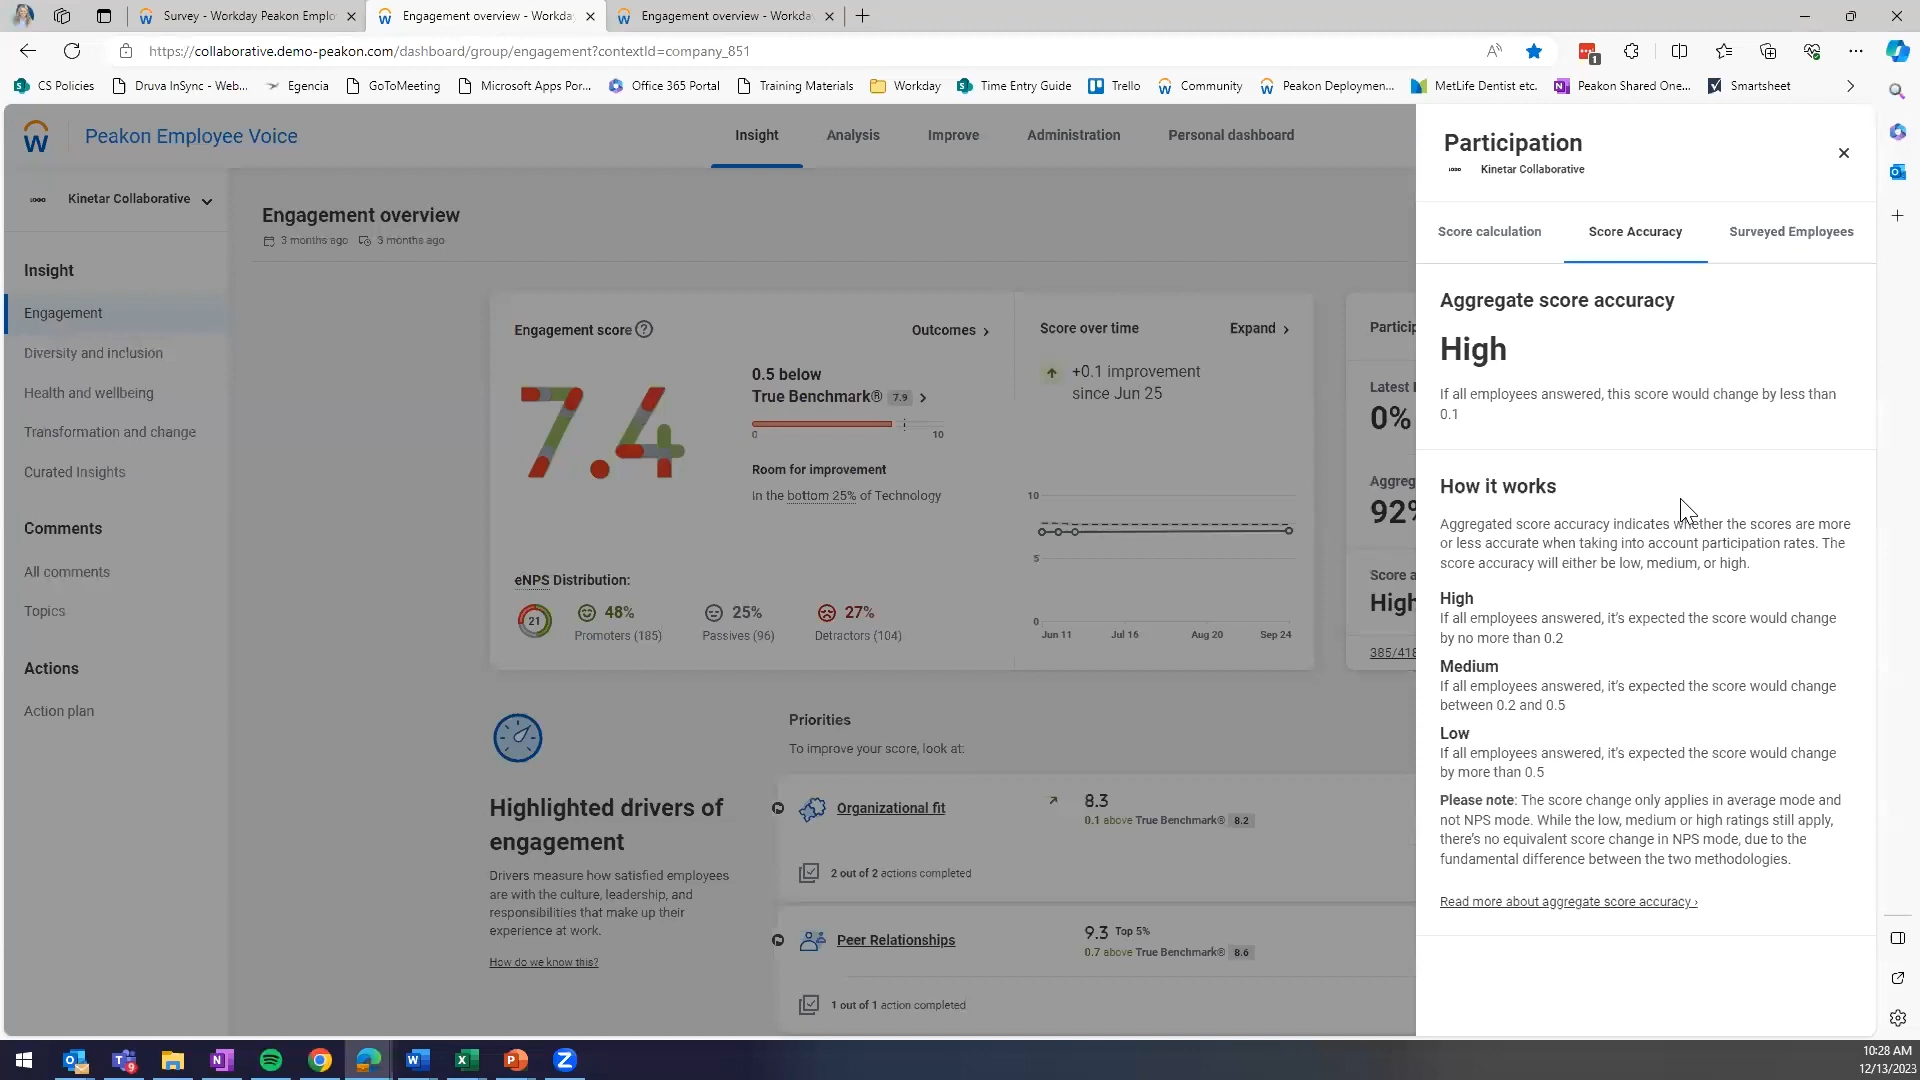 Survey - Workday Peakon Emplo
Engagement overview - Workda
Engagement overview - Workda
https://collaborative.demo-peakon.com/dashboard/group/engagement?contextId=company_851
CS Policies
Druva InSync - Web...
Egencia
GoToMeeting
Microsoft Apps Por...
Office 365 Portal
Training Materials
Workday
Time Entry Guide
Trello
Community
Peakon Deploymen...
MetLife Dentist etc.
Peakon Shared One...
Smartsheet
Peakon Employee Voice
Insight
Analysis
Improve
Administration
Personal dashboard
Kinetar Collaborative
Insight
Engagement
Diversity and inclusion
Health and wellbeing
Transformation and change
Curated Insights
Comments
All comments
Topics
Actions
Action plan
Engagement overview
3 months ago 3 months ago
Engagement score
Outcomes
7.4
0.5 below
True Benchmark® 7.9
0 10
Room for improvement
In the bottom 25% of Technology
eNPS Distribution:
21
48%
Promoters (185)
25%
Passives (96)
27%
Detractors (104)
Score over time
Expand
+0.1 improvement
since Jun 25
10
5
0
Jun 11 Jul 16 Aug 20 Sep 24
Particip
Latest
0%
Aggreg
92%
Score a
High
385/418
Highlighted drivers of
engagement
Drivers measure how satisfied employees
are with the culture, leadership, and
responsibilities that make up their
experience at work.
How do we know this?
Priorities
To improve your score, look at:
Organizational fit
8.3
0.1 above True Benchmark® 8.2
2 out of 2 actions completed
Peer Relationships
9.3 Top 5%
0.7 above True Benchmark® 8.6
1 out of 1 action completed
Participation
LOGO
Kinetar Collaborative
Score calculation
Score Accuracy
Surveyed Employees
Aggregate score accuracy
High
If all employees answered, this score would change by less than
0.1
How it works
Aggregated score accuracy indicates whether the scores are more
or less accurate when taking into account participation rates. The
score accuracy will either be low, medium, or high.
High
If all employees answered, it's expected the score would change
by no more than 0.2
Medium
If all employees answered, it's expected the score would change
between 0.2 and 0.5
Low
If all employees answered, it's expected the score would change
by more than 0.5
Please note: The score change only applies in average mode and
not NPS mode. While the low, medium or high ratings still apply,
there's no equivalent score change in NPS mode, due to the
fundamental difference between the two methodologies.
Read more about aggregate score accuracy ›
10:28 AM
12/13/2023